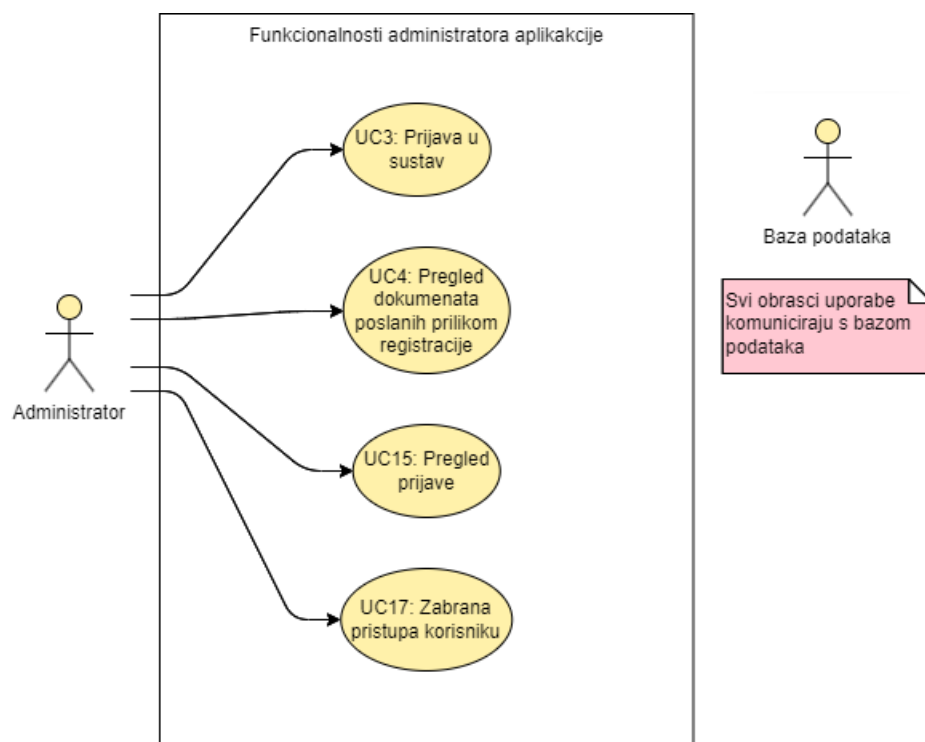 Funkcionalnosti administratora aplikakcije
UC3: Prijava u
sustav
Baza podataka
UC4: Pregled
dokumenata
poslanih prilikom
registracije
Svi obrasci uporabe
komuniciraju s bazom
podataka
Administrator
UC15: Pregled
prijave
UC17: Zabrana
pristupa korisniku